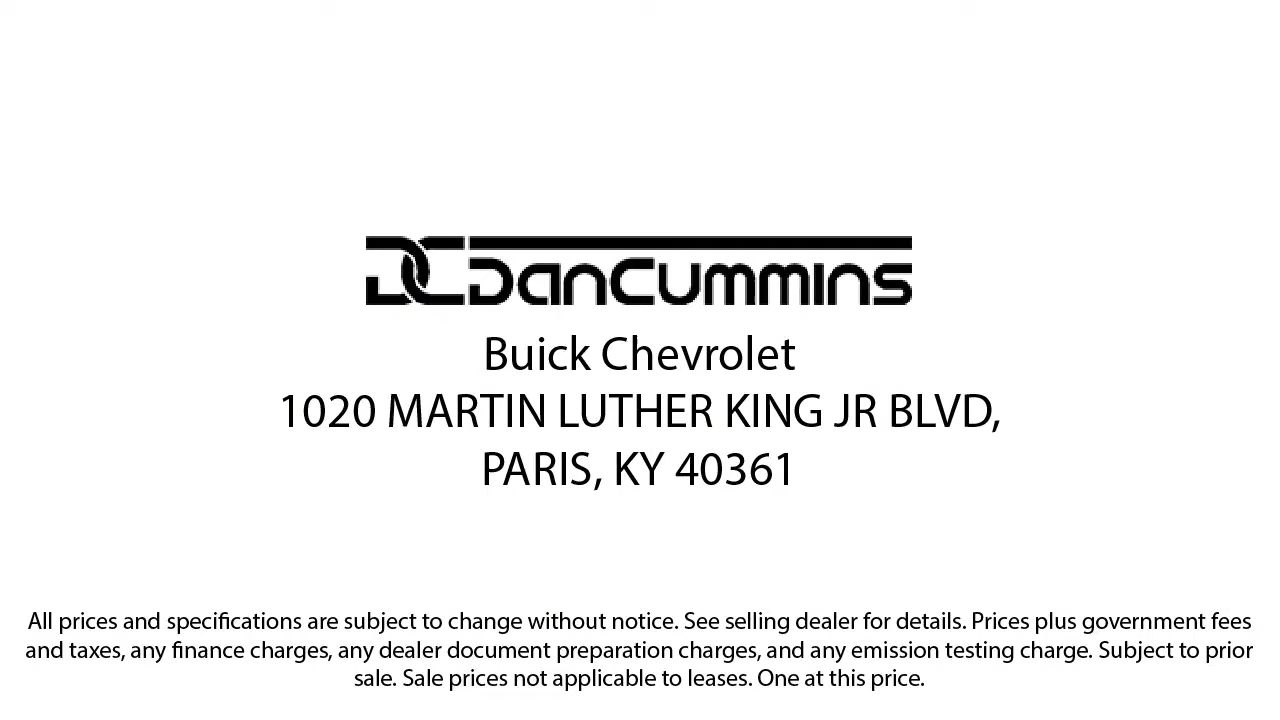 DC DanCummins
Buick Chevrolet
1020 MARTIN LUTHER KING JR BLVD,
PARIS, KY 40361
All prices and specifications are subject to change without notice. See selling dealer for details. Prices plus government fees
and taxes, any finance charges, any dealer document preparation charges, and any emission testing charge. Subject to prior
sale. Sale prices not applicable to leases. One at this price.